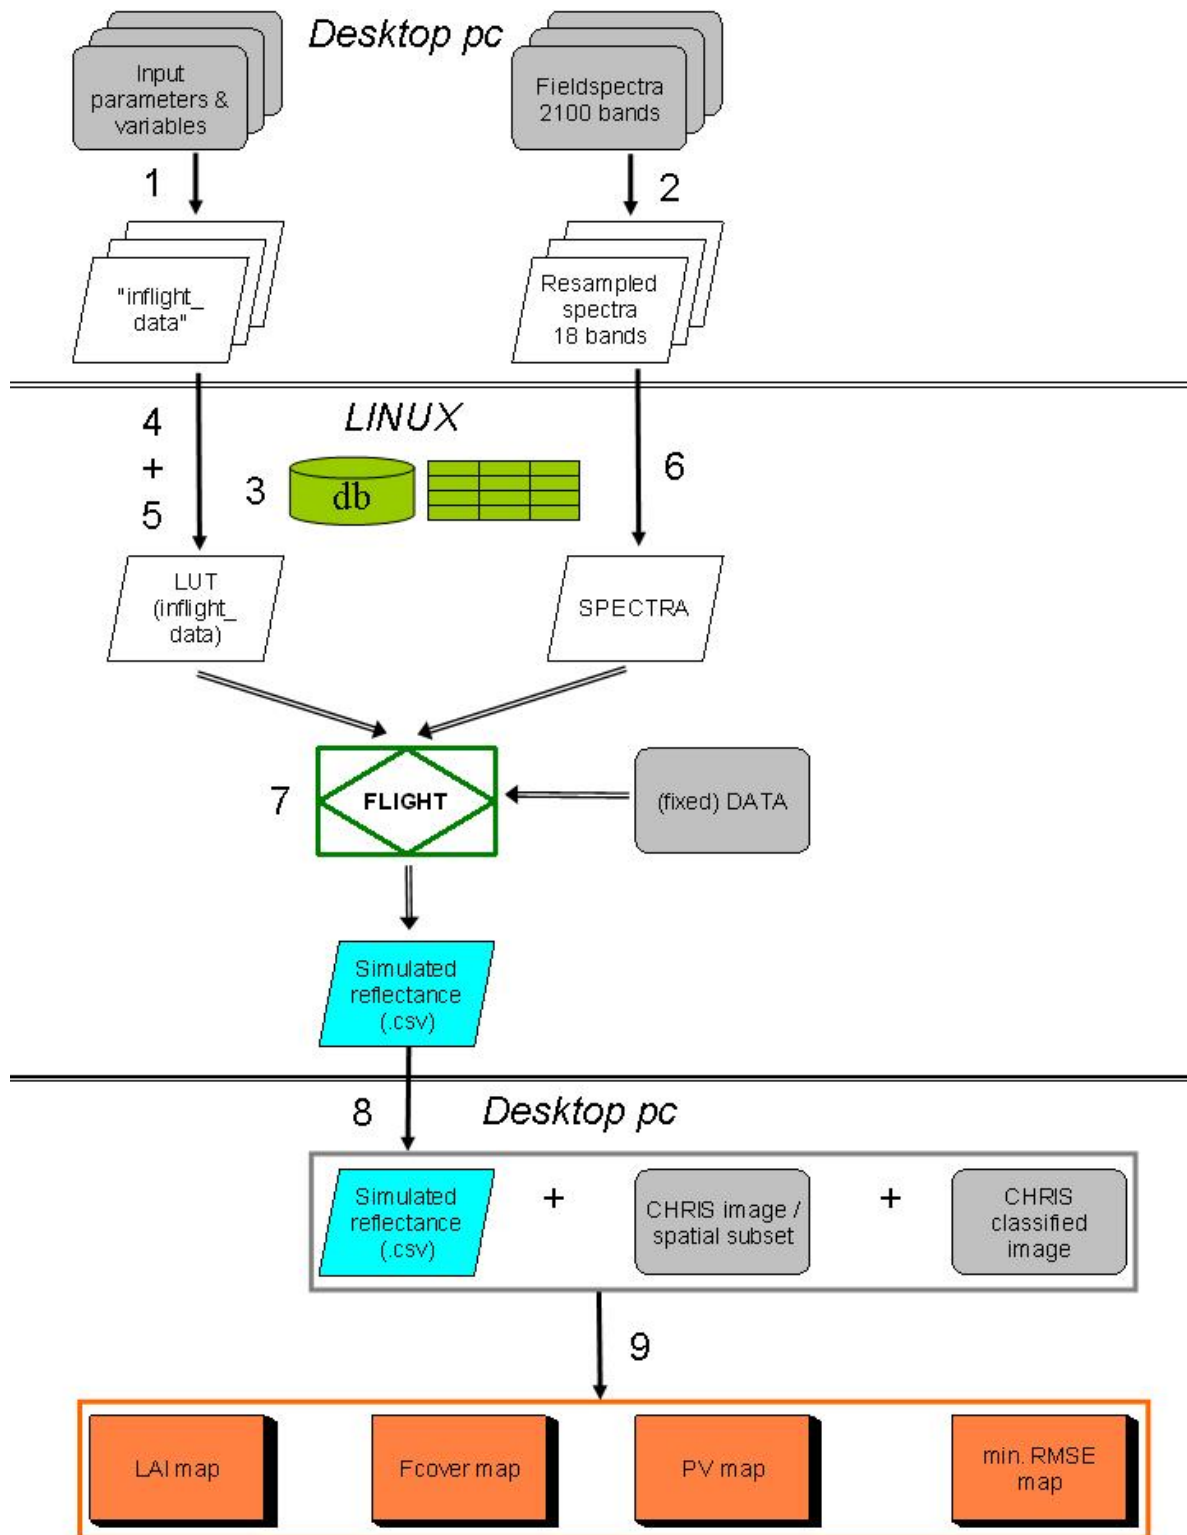 Desktop pc
Input
parameters &
variables
Fieldspectra
2100 bands
1
2
"inflight_
data"
Resampled
spectra
18 bands
LINUX
4
+
5
3
db
6
LUT
(inflight_
data)
SPECTRA
7
FLIGHT
(fixed) DATA
Simulated
reflectance
(.csv)
8
Desktop pc
Simulated
reflectance
(.csv)
+
CHRIS image /
spatial subset
+
CHRIS
classified
image
9
LAI map
Fcover map
PV map
min. RMSE
map